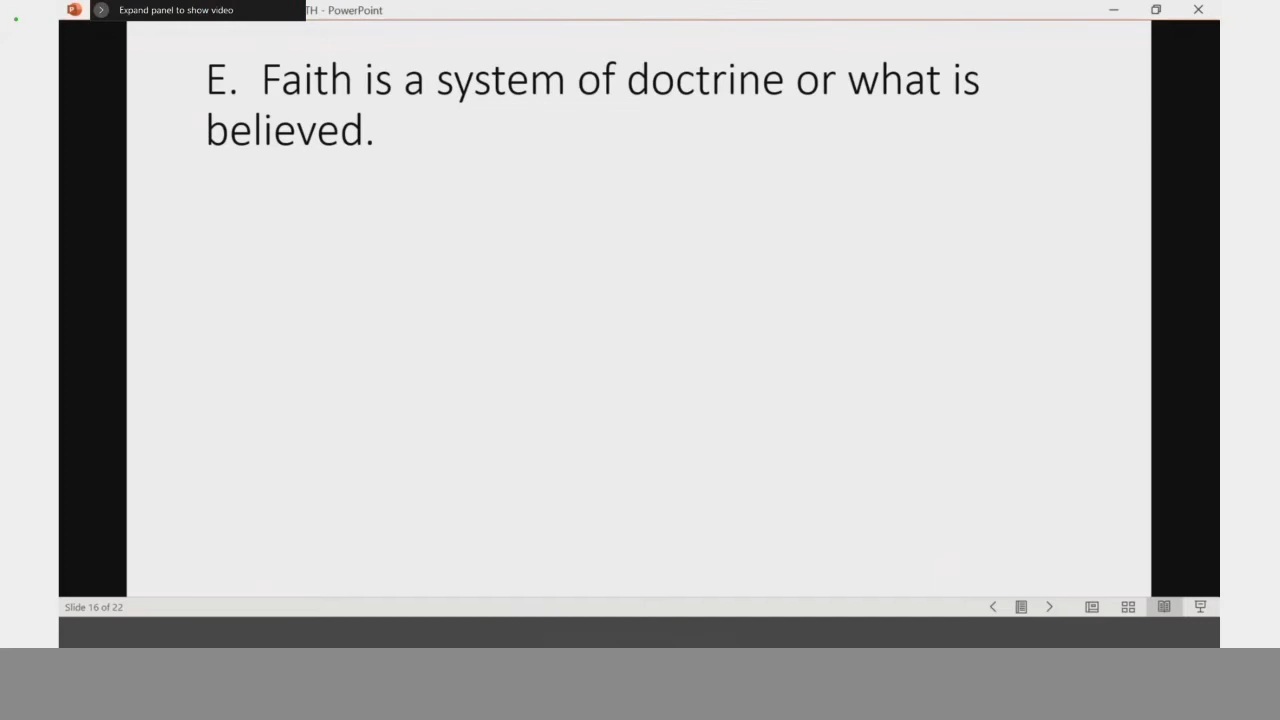 Expand panel to show video
TH - PowerPoint
E. Faith is a system of doctrine or what is
believed.
Slide 16 of 22